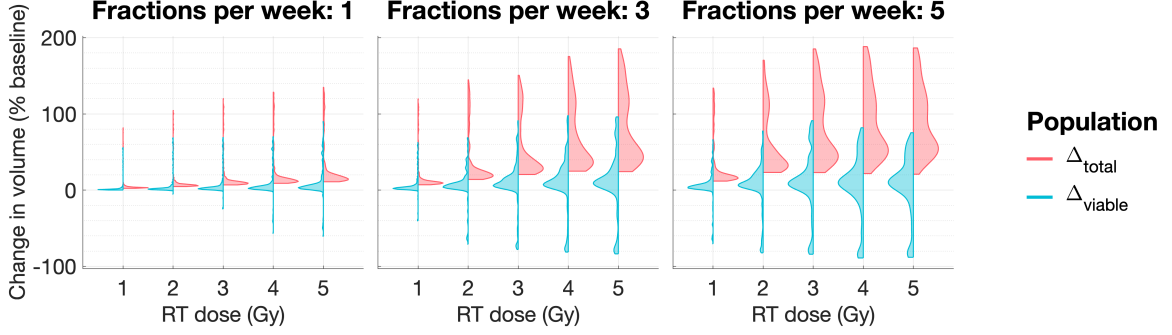 Fractions per week: 1
Fractions per week: 3
Fractions per week: 5
Change in volume (% baseline)
200
100
0
-100
1 2 3 4 5
1 2 3 4 5
1 2 3 4 5
RT dose (Gy)
RT dose (Gy)
RT dose (Gy)
Population
Δtotal
Δviable